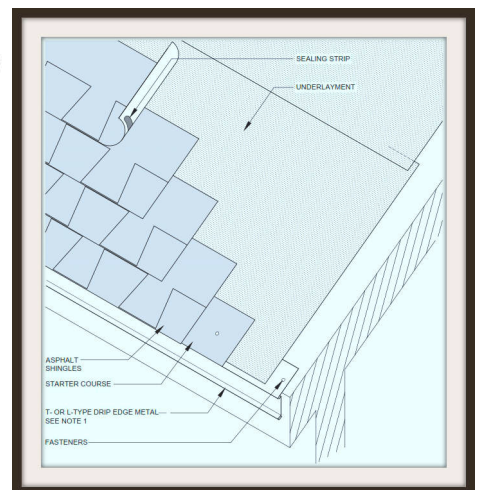 SEALING STRIP
UNDERLAYMENT
ASPHALT
SHINGLES
STARTER COURSE
T- OR L-TYPE DRIP EDGE METAL
SEE NOTE 1
FASTENERS